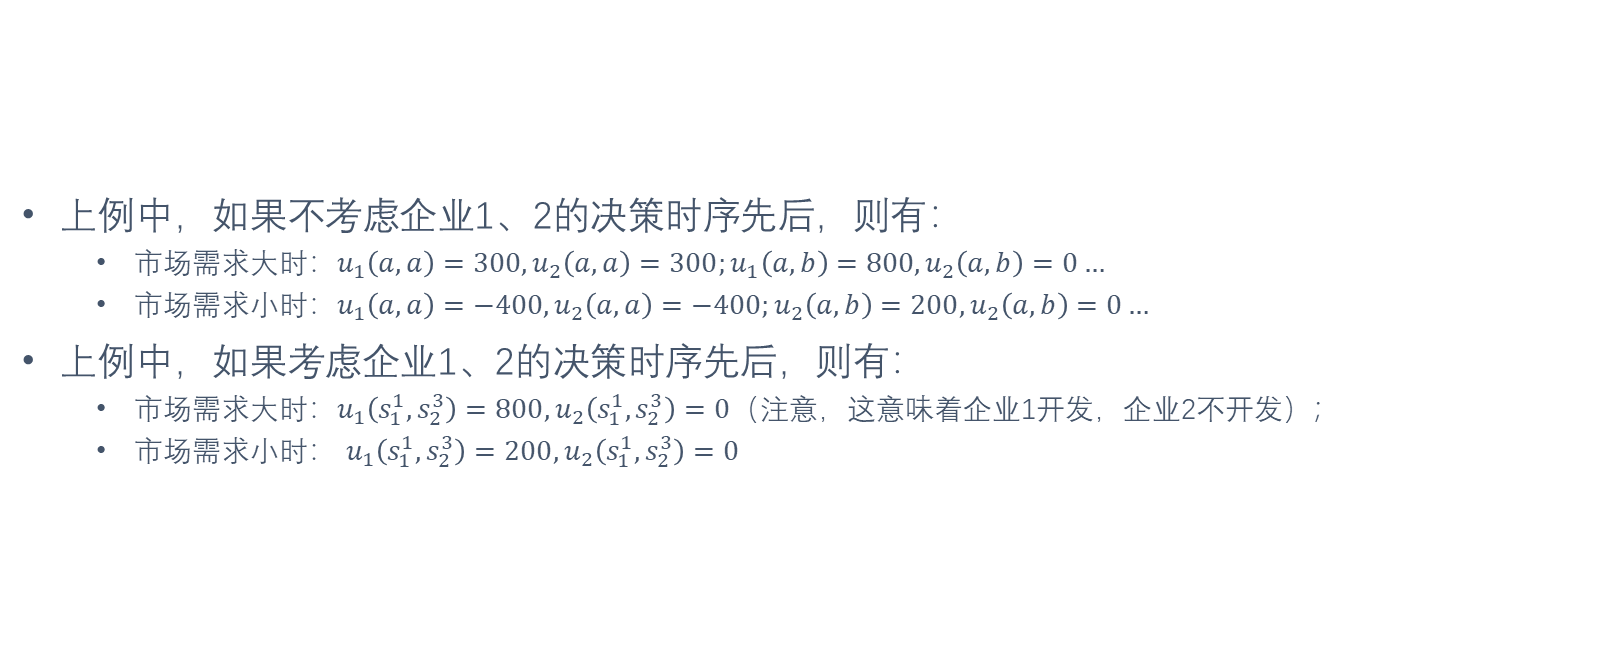 • 上例中，如果不考虑企业1、2的决策时序先后，则有：
• 市场需求大时：u₁(a, a) = 300, u₂(a, a) = 300; u₁(a, b) = 800, u₂(a, b) = 0 …
• 市场需求小时：u₁(a, a) = −400, u₂(a, a) = −400; u₂(a, b) = 200, u₂(a, b) = 0 …
• 上例中，如果考虑企业1、2的决策时序先后，则有：
• 市场需求大时：u₁(s₁¹, s₂³) = 800, u₂(s₁¹, s₂³) = 0（注意，这意味着企业1开发，企业2不开发）；
• 市场需求小时： u₁(s₁¹, s₂³) = 200, u₂(s₁¹, s₂³) = 0